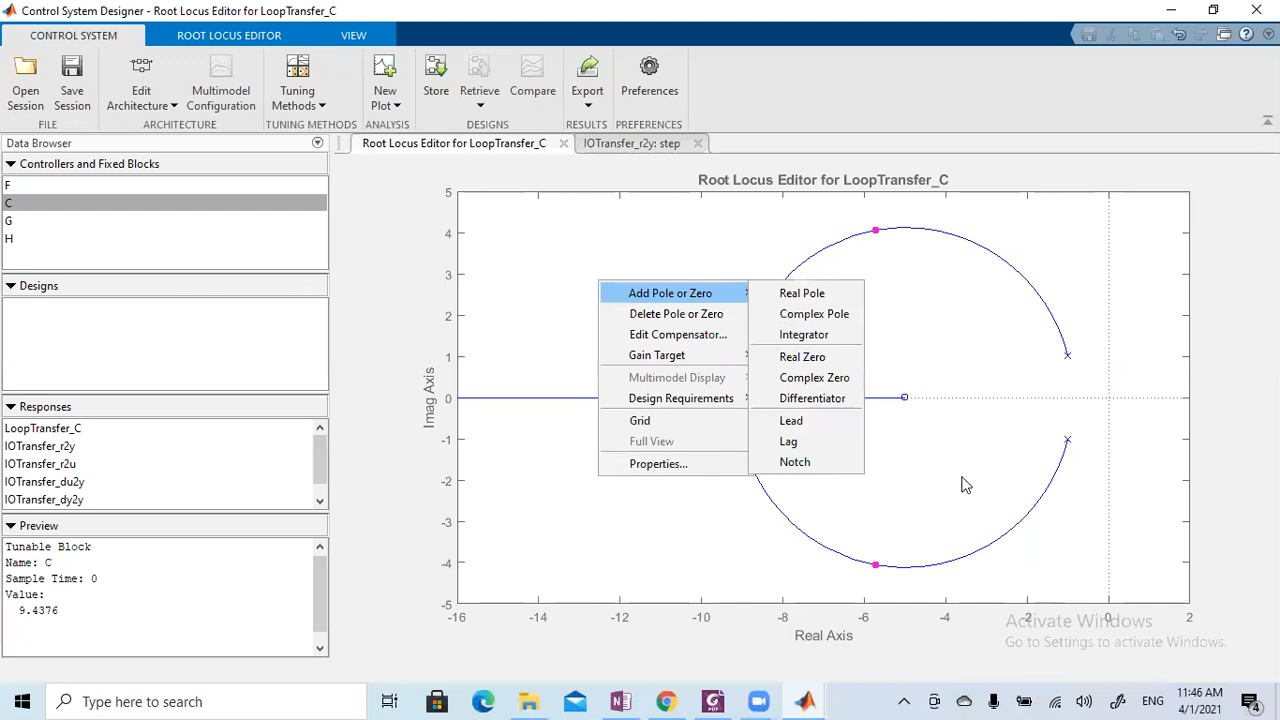 Control System Designer - Root Locus Editor for LoopTransfer_C
CONTROL SYSTEM
ROOT LOCUS EDITOR
VIEW
Open Session
Save Session
Edit Architecture
Multimodel Configuration
Tuning Methods
New Plot
Store
Retrieve
Compare
Export
Preferences
FILE
ARCHITECTURE
TUNING METHODS
ANALYSIS
DESIGNS
RESULTS
PREFERENCES
Data Browser
Root Locus Editor for LoopTransfer_C
IOTransfer_r2y: step
Controllers and Fixed Blocks
F
C
G
H
Designs
Responses
LoopTransfer_C
IOTransfer_r2y
IOTransfer_r2u
IOTransfer_du2y
IOTransfer_dy2y
Preview
Tunable Block
Name: C
Sample Time: 0
Value:
9.4376
Root Locus Editor for LoopTransfer_C
5
4
3
2
1
0
-1
-2
-3
-4
-5
Imag Axis
-16
-14
-12
-10
-8
-6
-4
-2
0
2
Real Axis
Add Pole or Zero
Delete Pole or Zero
Edit Compensator...
Gain Target
Multimodel Display
Design Requirements
Grid
Full View
Properties...
Real Pole
Complex Pole
Integrator
Real Zero
Complex Zero
Differentiator
Lead
Lag
Notch
Activate Windows
Go to Settings to activate Windows.
Type here to search
PDF
ENG
11:46 AM
4/1/2021
4